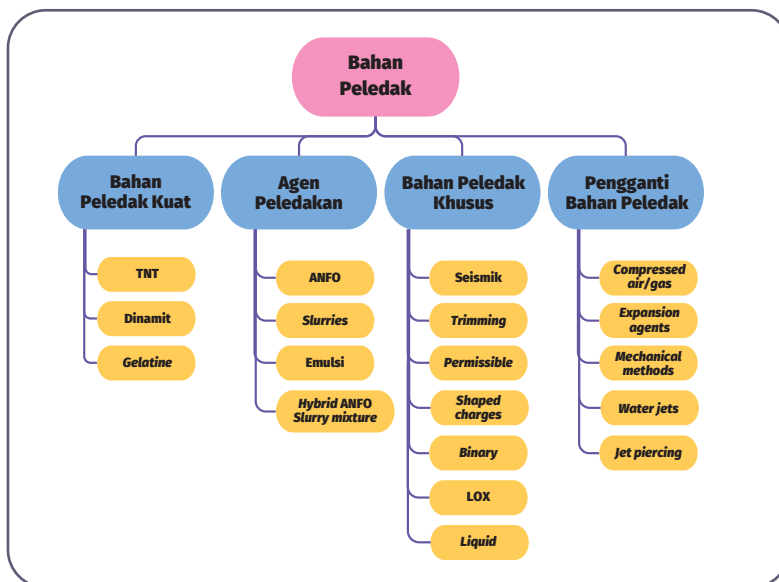 Bahan
Peledak
Bahan
Peledak Kuat
TNT
Dinamit
Gelatine
Agen
Peledakan
ANFO
Slurries
Emulsi
Hybrid ANFO
Slurry mixture
Bahan Peledak
Khusus
Seismik
Trimming
Permissible
Shaped
charges
Binary
LOX
Liquid
Pengganti
Bahan Peledak
Compressed
air/gas
Expansion
agents
Mechanical
methods
Water jets
Jet piercing